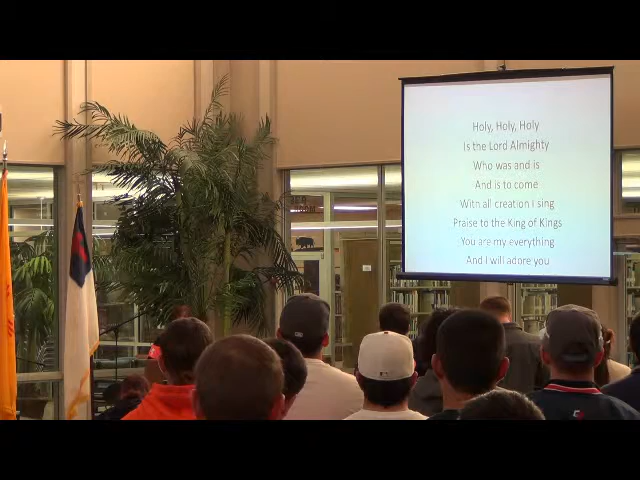 Holy, Holy, Holy
Is the Lord Almighty
Who was and is
And is to come
With all creation I sing
Praise to the King of Kings
You are my everything
And I will adore you